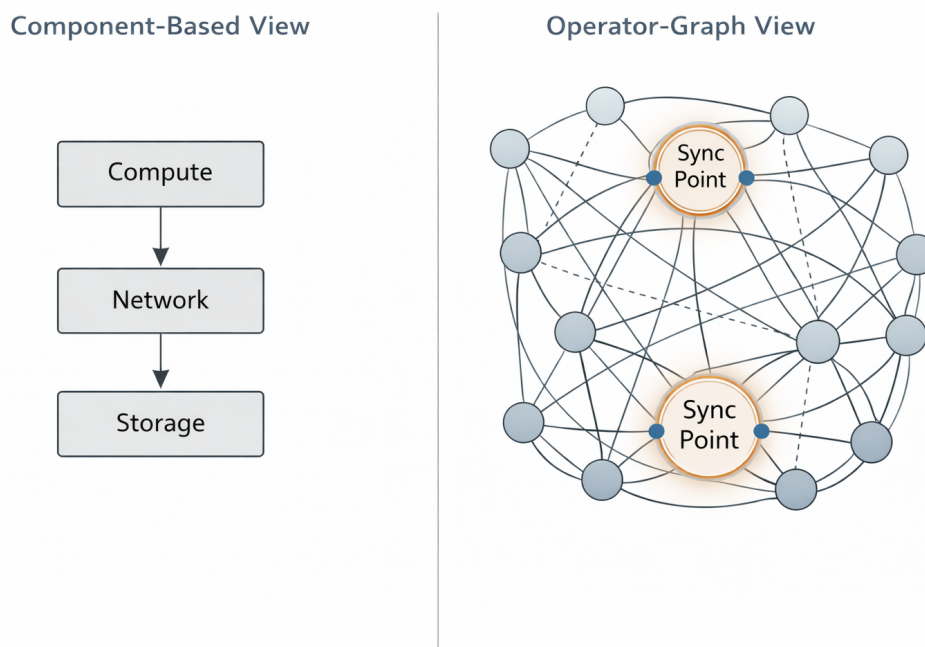 Component-Based View
Compute
Network
Storage
Operator-Graph View
Sync
Point
Sync
Point